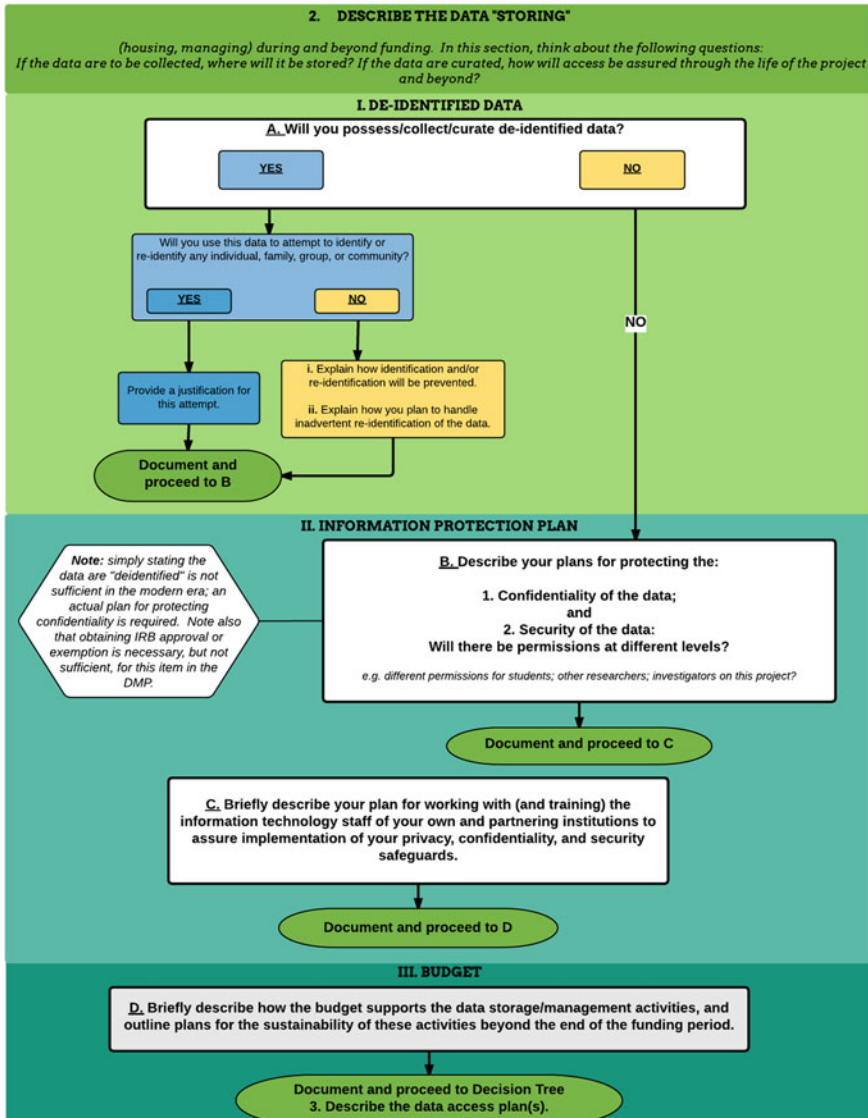 2. DESCRIBE THE DATA "STORING"
(housing, managing) during and beyond funding. In this section, think about the following questions:
If the data are to be collected, where will it be stored? If the data are curated, how will access be assured through the life of the project
and beyond?
I. DE-IDENTIFIED DATA
A. Will you possess/collect/curate de-identified data?
YES
NO
Will you use this data to attempt to identify or
re-identify any individual, family, group, or community?
YES
NO
NO
Provide a justification for
this attempt.
i. Explain how identification and/or
re-identification will be prevented.
ii. Explain how you plan to handle
inadvertent re-identification of the data.
Document and
proceed to B
II. INFORMATION PROTECTION PLAN
Note: simply stating the
data are "deidentified" is not
sufficient in the modern era; an
actual plan for protecting
confidentiality is required. Note also
that obtaining IRB approval or
exemption is necessary, but not
sufficient, for this item in the
DMP.
B. Describe your plans for protecting the:
1. Confidentiality of the data;
and
2. Security of the data:
Will there be permissions at different levels?
e.g. different permissions for students; other researchers; investigators on this project?
Document and proceed to C
C. Briefly describe your plan for working with (and training) the
information technology staff of your own and partnering institutions to
assure implementation of your privacy, confidentiality, and security
safeguards.
Document and proceed to D
III. BUDGET
D. Briefly describe how the budget supports the data storage/management activities, and
outline plans for the sustainability of these activities beyond the end of the funding period.
Document and proceed to Decision Tree
3. Describe the data access plan(s).